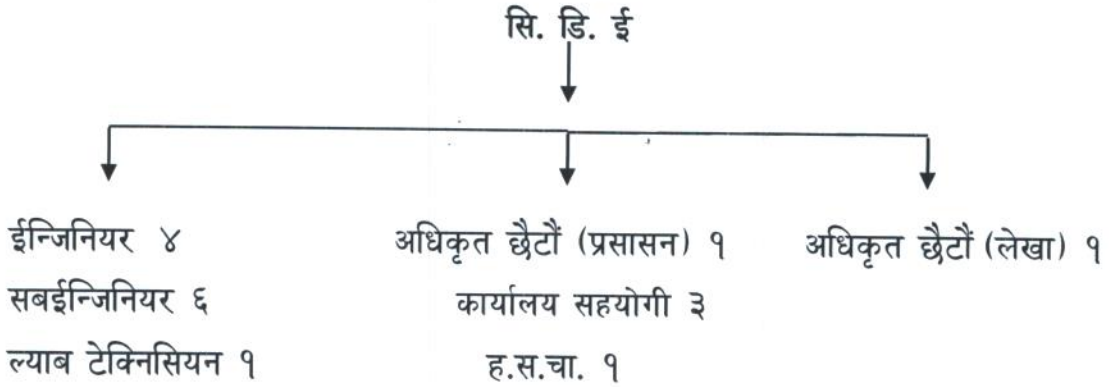 सि. डि. ई
ईन्जिनियर ४
सबईन्जिनियर ६
ल्याब टेक्निसियन १
अधिकृत छैटौं (प्रसासन) १
कार्यालय सहयोगी ३
ह.स.चा. १
अधिकृत छैटौं (लेखा) १